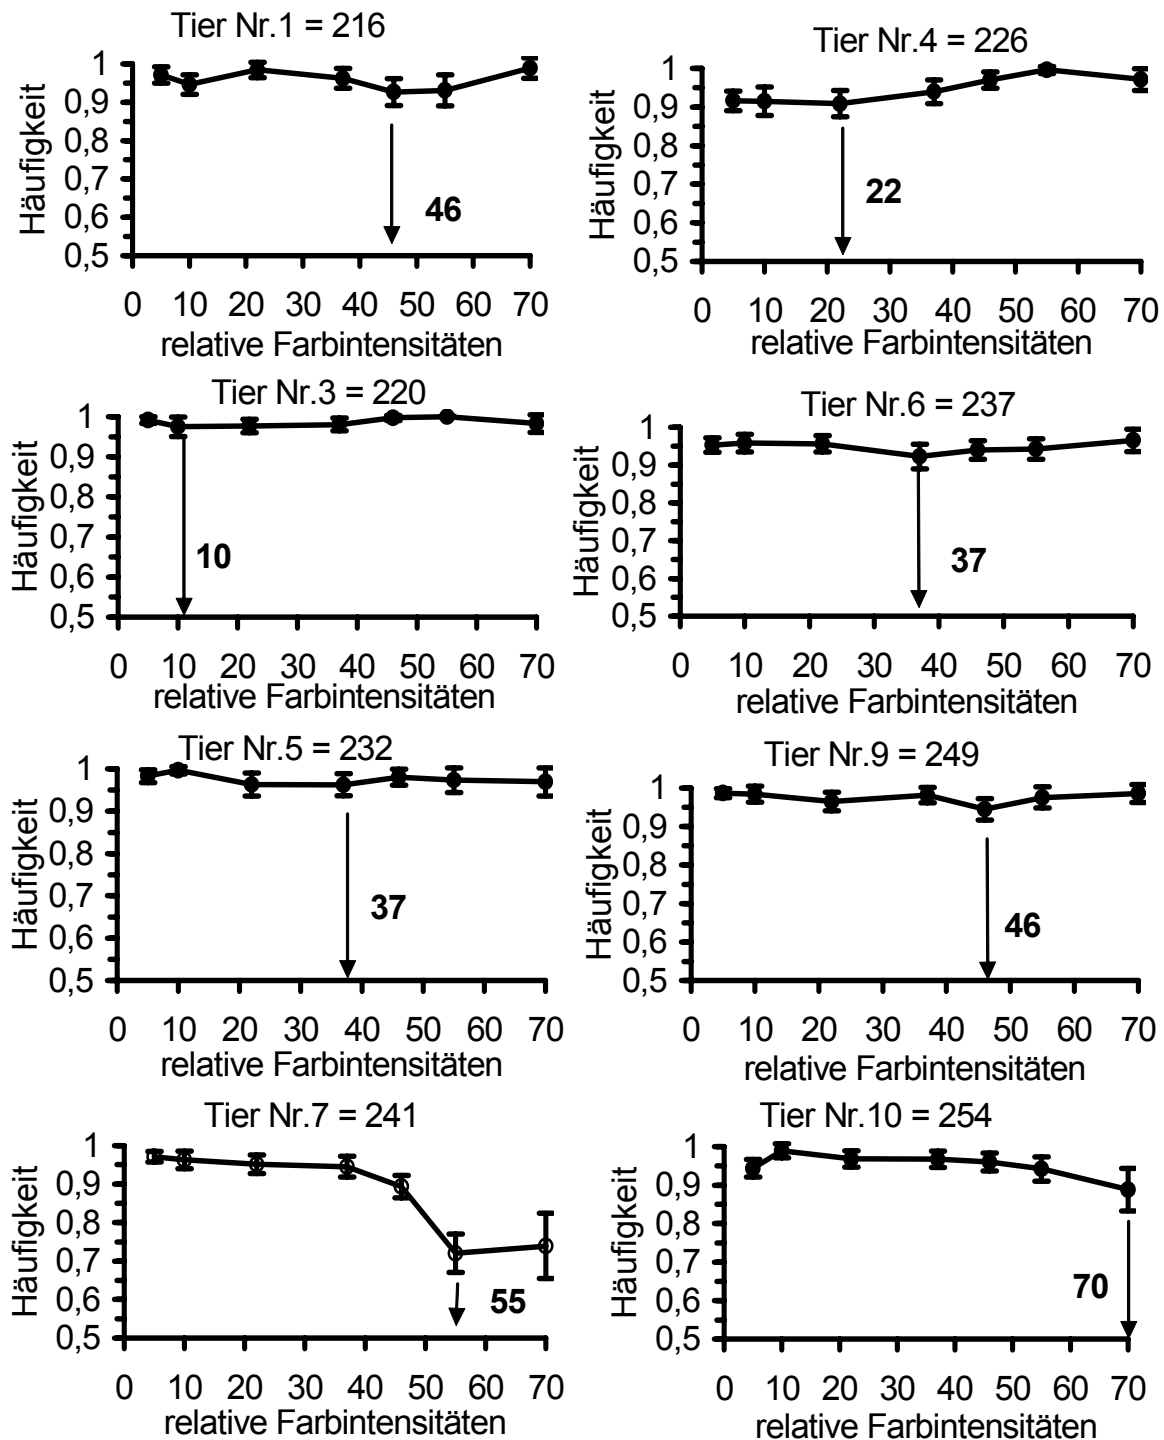 Tier Nr.1 = 216
Häufigkeit
1
0,9
0,8
0,7
0,6
0,5
46
0 10 20 30 40 50 60 70
relative Farbintensitäten
Tier Nr.4 = 226
Häufigkeit
1
0,9
0,8
0,7
0,6
0,5
22
0 10 20 30 40 50 60 70
relative Farbintensitäten
Tier Nr.3 = 220
Häufigkeit
1
0,9
0,8
0,7
0,6
0,5
10
0 10 20 30 40 50 60 70
relative Farbintensitäten
Tier Nr.6 = 237
Häufigkeit
1
0,9
0,8
0,7
0,6
0,5
37
0 10 20 30 40 50 60 70
relative Farbintensitäten
Tier Nr.5 = 232
Häufigkeit
1
0,9
0,8
0,7
0,6
0,5
37
0 10 20 30 40 50 60 70
relative Farbintensitäten
Tier Nr.9 = 249
Häufigkeit
1
0,9
0,8
0,7
0,6
0,5
46
0 10 20 30 40 50 60 70
relative Farbintensitäten
Tier Nr.7 = 241
Häufigkeit
1
0,9
0,8
0,7
0,6
0,5
55
0 10 20 30 40 50 60 70
relative Farbintensitäten
Tier Nr.10 = 254
Häufigkeit
1
0,9
0,8
0,7
0,6
0,5
70
0 10 20 30 40 50 60 70
relative Farbintensitäten